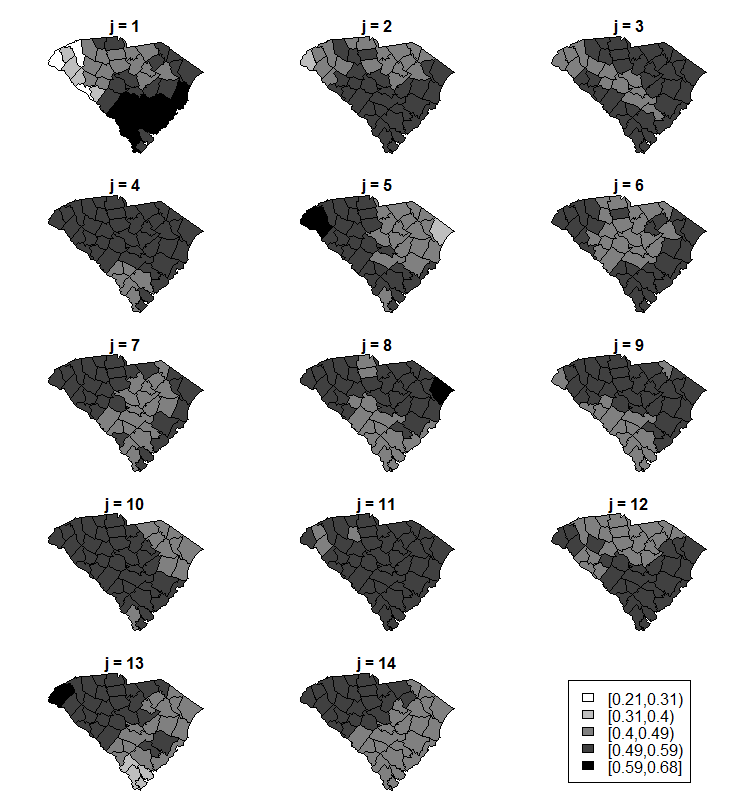 j = 1
j = 2
j = 3
j = 4
j = 5
j = 6
j = 7
j = 8
j = 9
j = 10
j = 11
j = 12
j = 13
j = 14
[0.21,0.31)
[0.31,0.4)
[0.4,0.49)
[0.49,0.59)
[0.59,0.68]